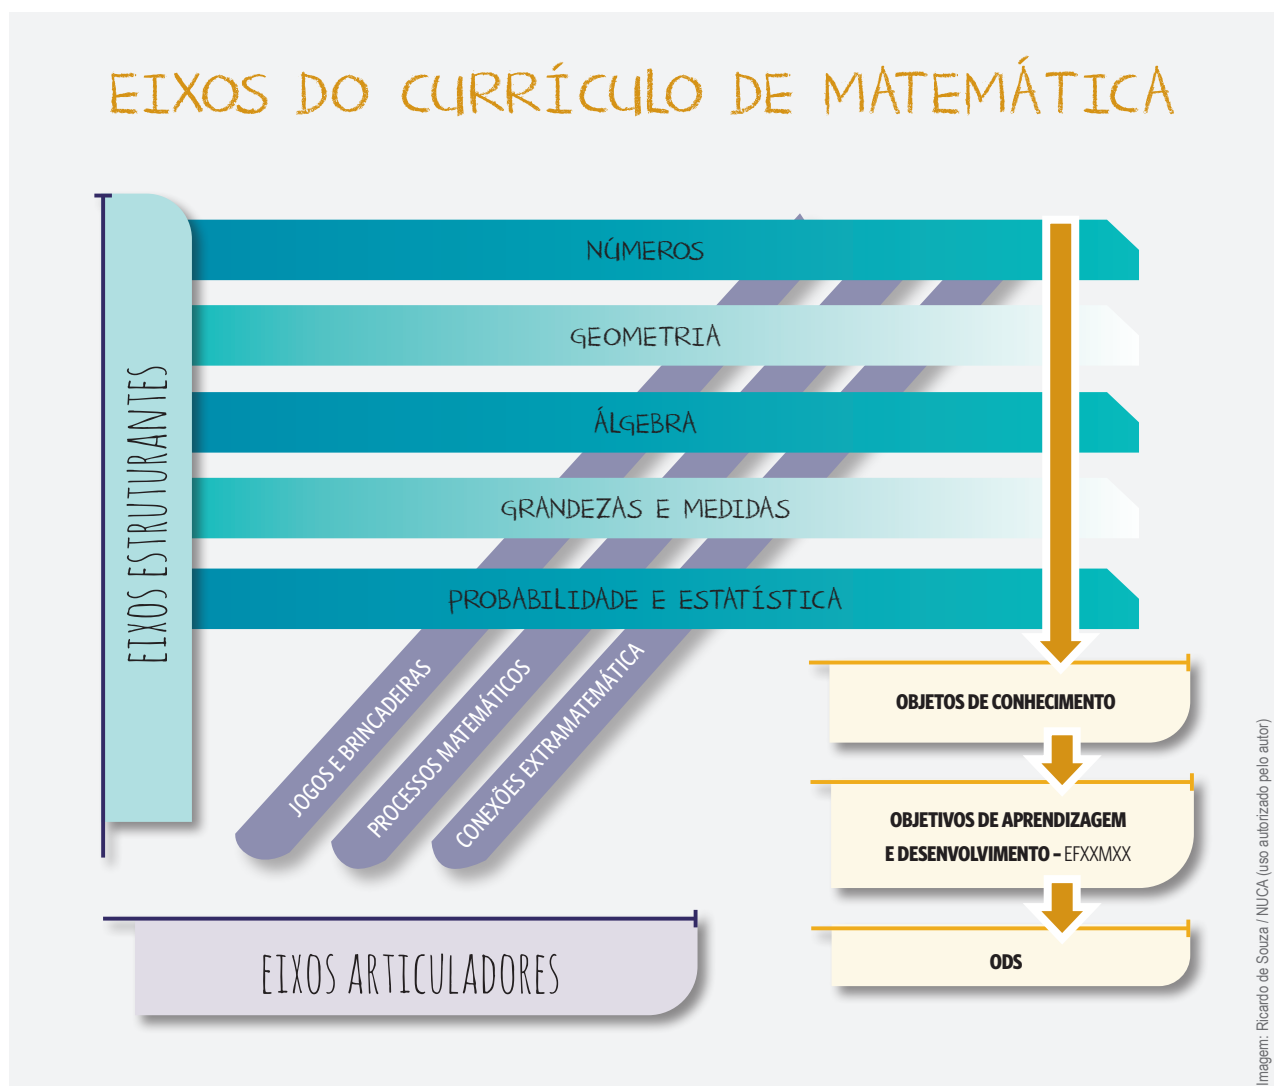 EIXOS DO CURRÍCULO DE MATEMÁTICA
EIXOS ESTRUTURANTES
NÚMEROS
GEOMETRIA
ÁLGEBRA
GRANDEZAS E MEDIDAS
PROBABILIDADE E ESTATÍSTICA
JOGOS E BRINCADEIRAS
PROCESSOS MATEMÁTICOS
CONEXÕES EXTRAMATEMÁTICA
EIXOS ARTICULADORES
OBJETOS DE CONHECIMENTO
OBJETIVOS DE APRENDIZAGEM
E DESENVOLVIMENTO – EFXXMXX
ODS
Imagem: Ricardo de Souza / NUCA (uso autorizado pelo autor)